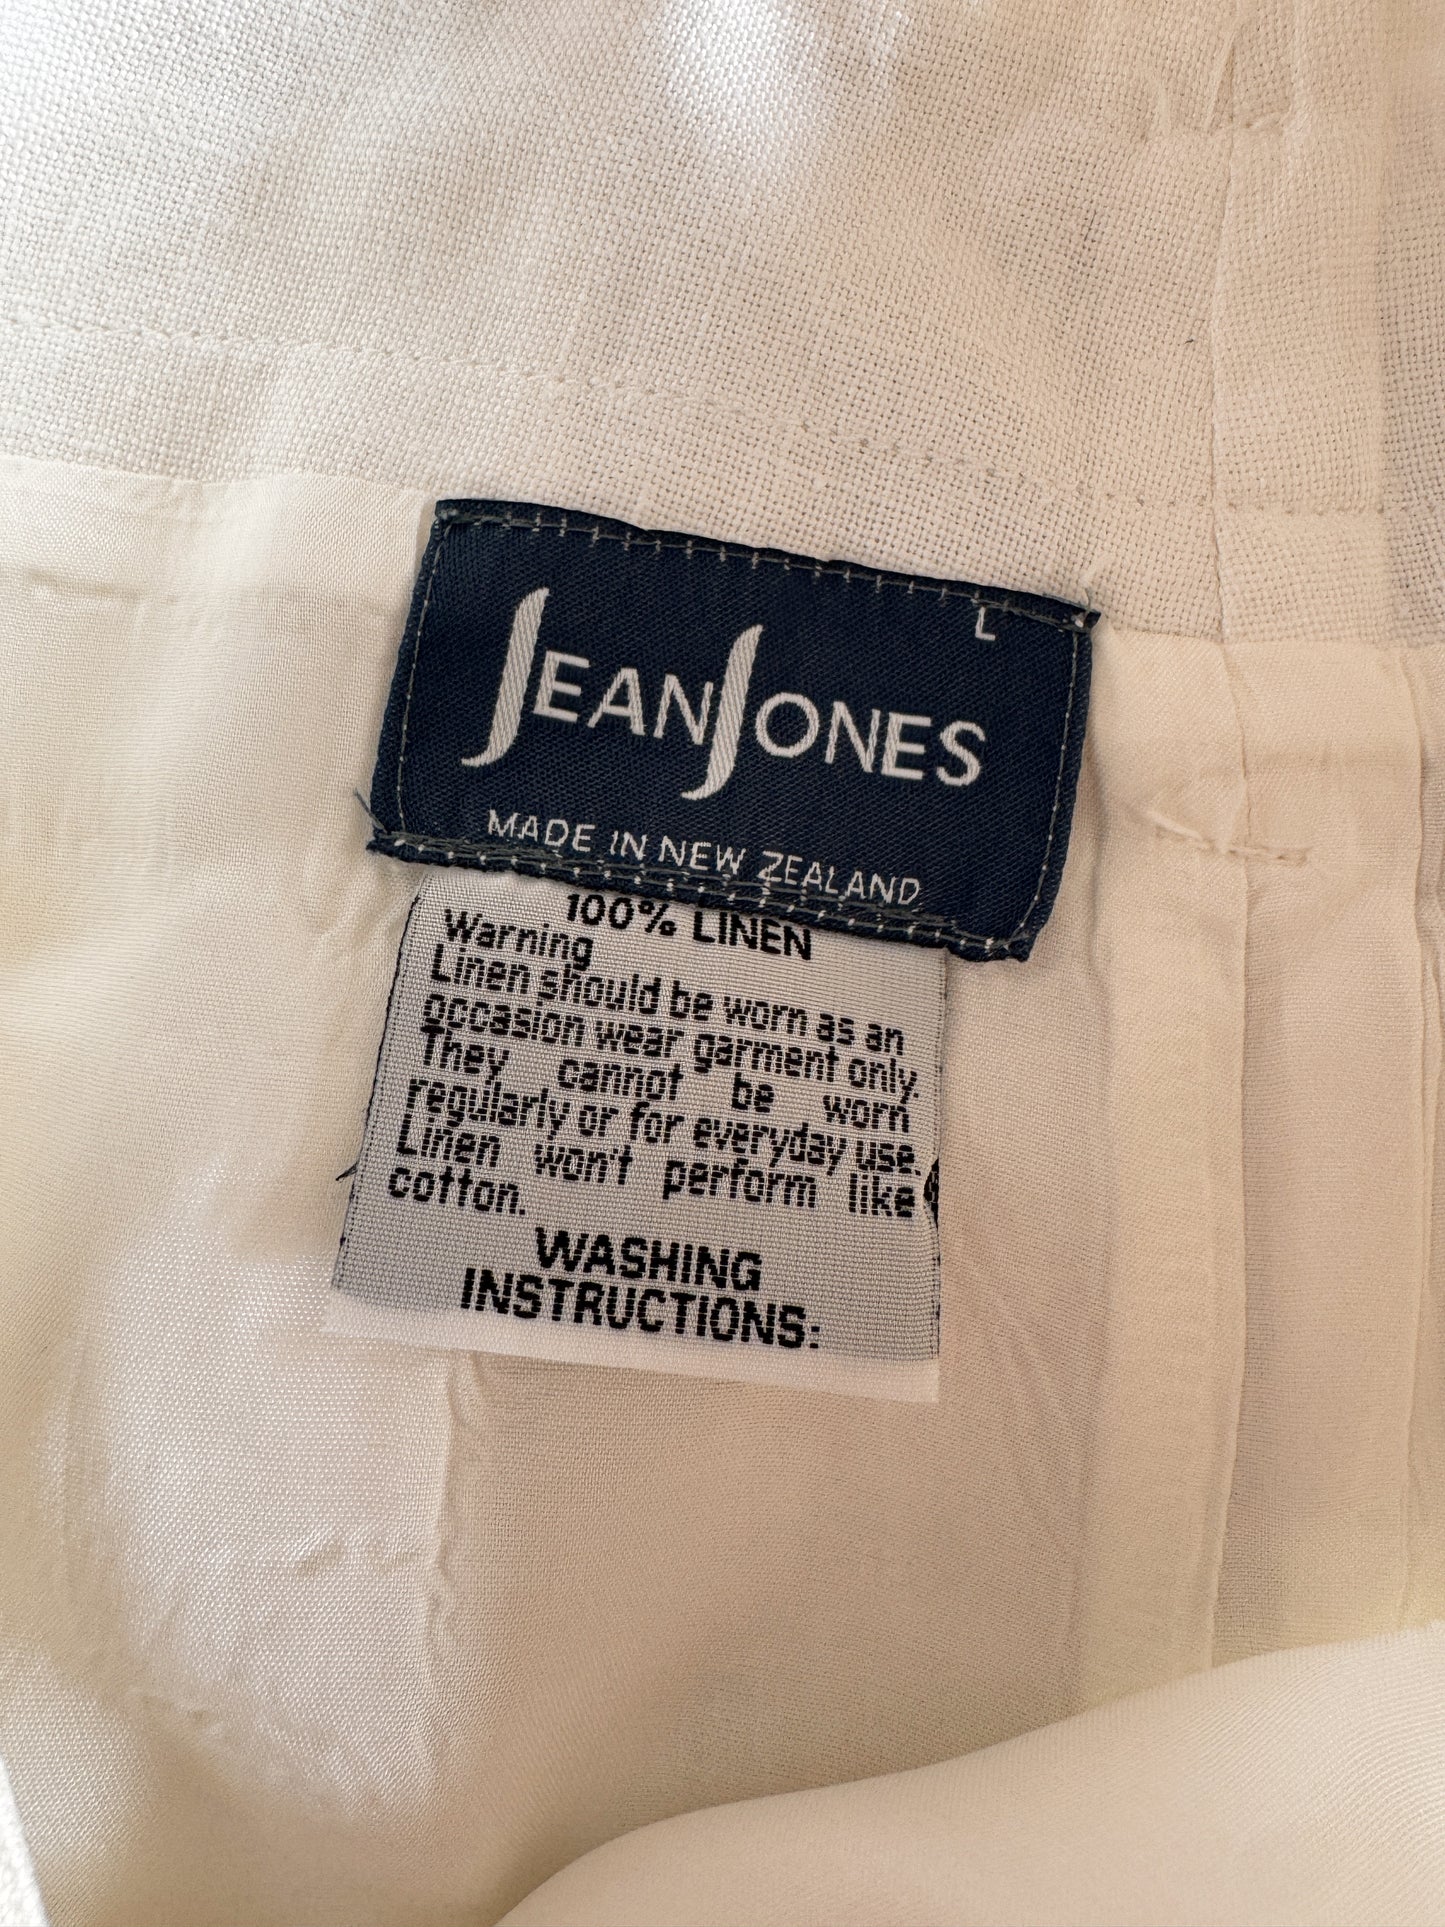 L
JEANJONES
MADE IN NEW ZEALAND
100% LINEN
Warning
Linen should be worn as an
occasion wear garment only.
They cannot be worn
regularly or for everyday use.
Linen won't perform like
cotton.
WASHING
INSTRUCTIONS: